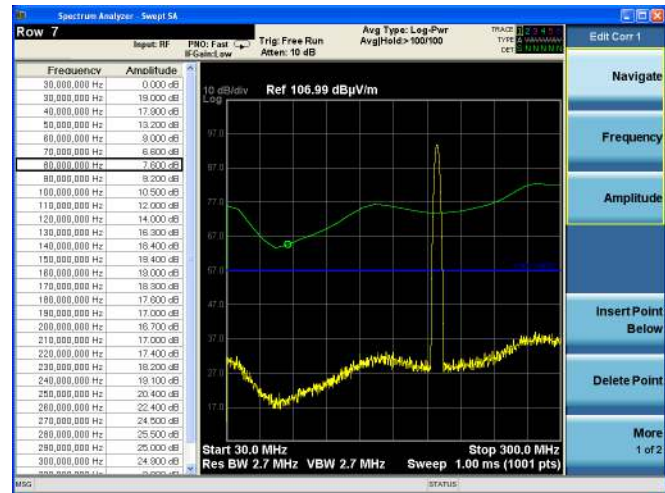 Spectrum Analyzer - Swept SA
Row 7
Input: RF
PNO: Fast
IFGain:Low
Trig: Free Run
Atten: 10 dB
Avg Type: Log-Pwr
Avg|Hold:> 100/100
TRACE 1 2 3 4 5 6
TYPE
DET
Edit Corr 1
Frequency Amplitude
30,000,000 Hz 0.000 dB
30,000,000 Hz 19.000 dB
40,000,000 Hz 17.900 dB
50,000,000 Hz 13.200 dB
60,000,000 Hz 9.000 dB
70,000,000 Hz 6.600 dB
80,000,000 Hz 7.600 dB
90,000,000 Hz 9.200 dB
100,000,000 Hz 10.500 dB
110,000,000 Hz 12.000 dB
120,000,000 Hz 14.000 dB
130,000,000 Hz 16.300 dB
140,000,000 Hz 18.400 dB
150,000,000 Hz 19.400 dB
160,000,000 Hz 19.000 dB
170,000,000 Hz 18.300 dB
180,000,000 Hz 17.600 dB
190,000,000 Hz 17.000 dB
200,000,000 Hz 16.700 dB
210,000,000 Hz 17.000 dB
220,000,000 Hz 17.400 dB
230,000,000 Hz 18.200 dB
240,000,000 Hz 19.100 dB
250,000,000 Hz 20.400 dB
260,000,000 Hz 22.400 dB
270,000,000 Hz 24.500 dB
280,000,000 Hz 25.500 dB
290,000,000 Hz 25.000 dB
300,000,000 Hz 24.900 dB
10 dB/div Ref 106.99 dBµV/m
Log
97.0
87.0
77.0
67.0
57.0
47.0
37.0
27.0
17.0
Start 30.0 MHz
Stop 300.0 MHz
Res BW 2.7 MHz VBW 2.7 MHz Sweep 1.00 ms (1001 pts)
Navigate
Frequency
Amplitude
Insert Point
Below
Delete Point
More
1 of 2
MSG
STATUS